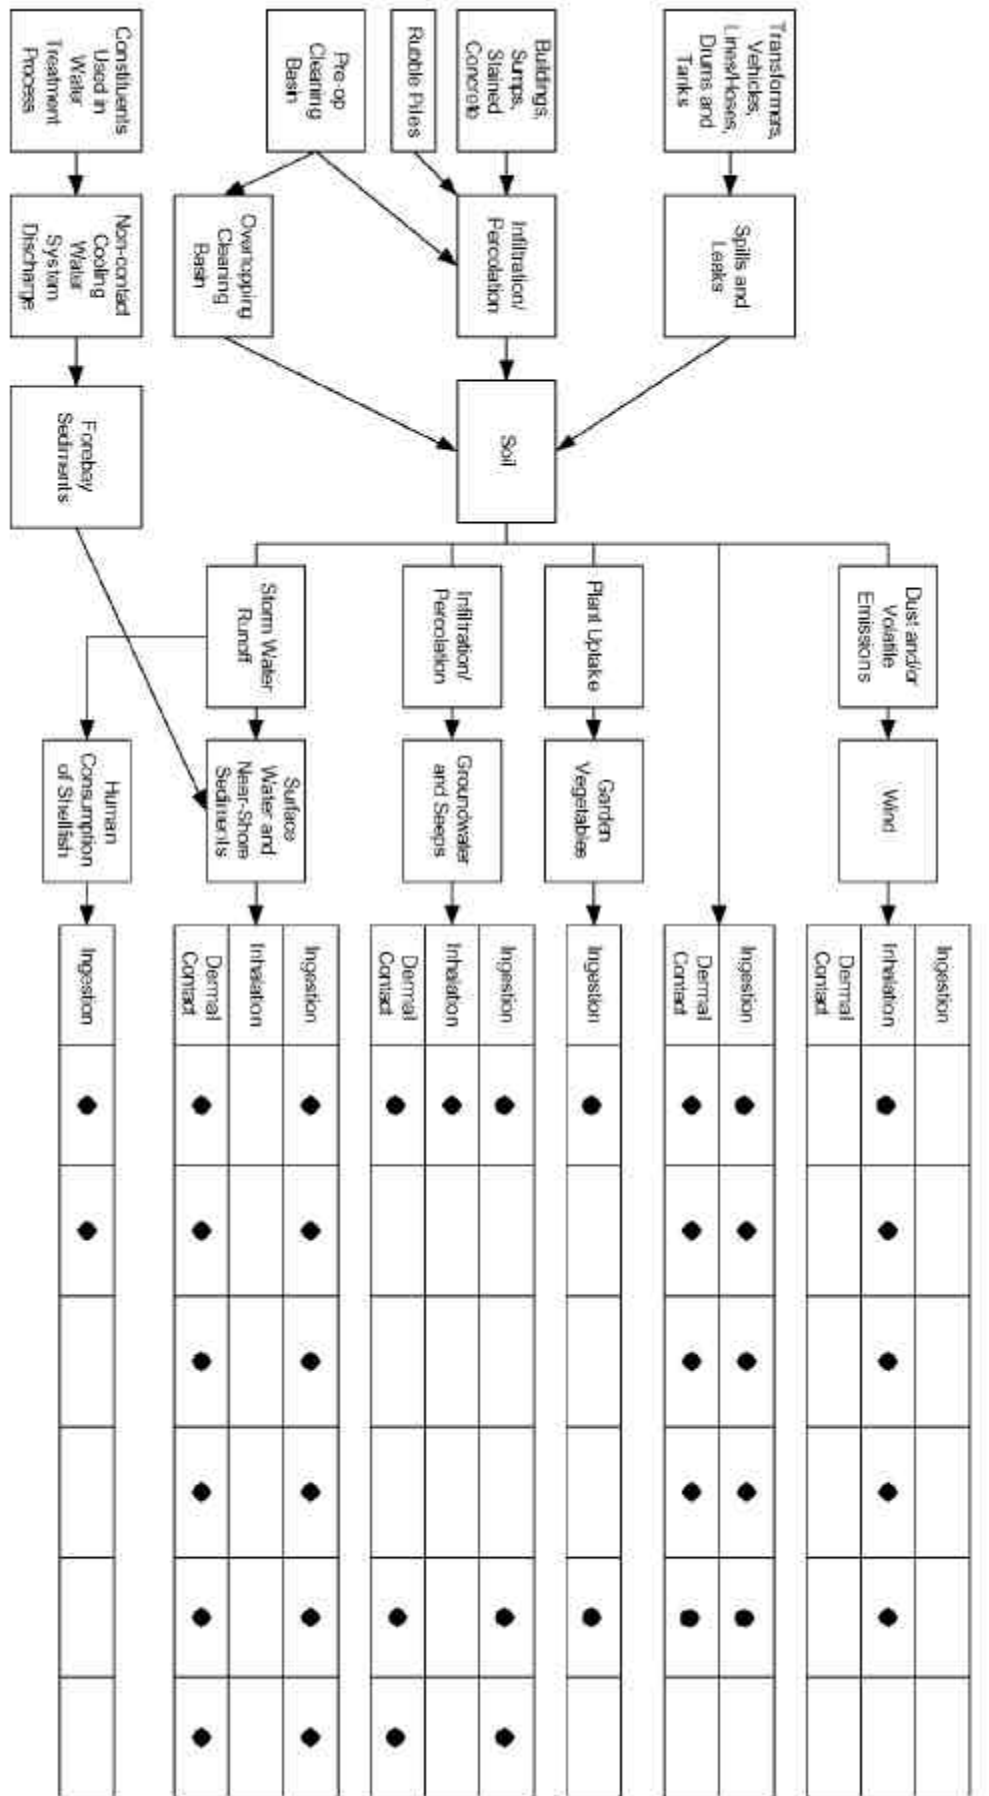 Transformers,
Vehicles,
Lines/Hoses,
Drums and
Tanks
Spills and
Leaks
Dust and/or
Volatile
Emissions
Wind
Ingestion
Inhalation
Dermal
Contact
Ingestion
Dermal
Contact
Buildings,
Sumps,
Stained
Concrete
Infiltration/
Percolation
Soil
Plant Uptake
Garden
Vegetables
Ingestion
Rubble Piles
Infiltration/
Percolation
Groundwater
and Seeps
Ingestion
Inhalation
Dermal
Contact
Pre-op
Cleaning
Basin
Overtopping
Cleaning
Basin
Storm Water
Runoff
Surface
Water and
Near-Shore
Sediments
Ingestion
Inhalation
Dermal
Contact
Constituents
Used in
Water
Treatment
Process
Non-contact
Cooling
Water
System
Discharge
Forebay
Sediments
Human
Consumption
of Shellfish
Ingestion